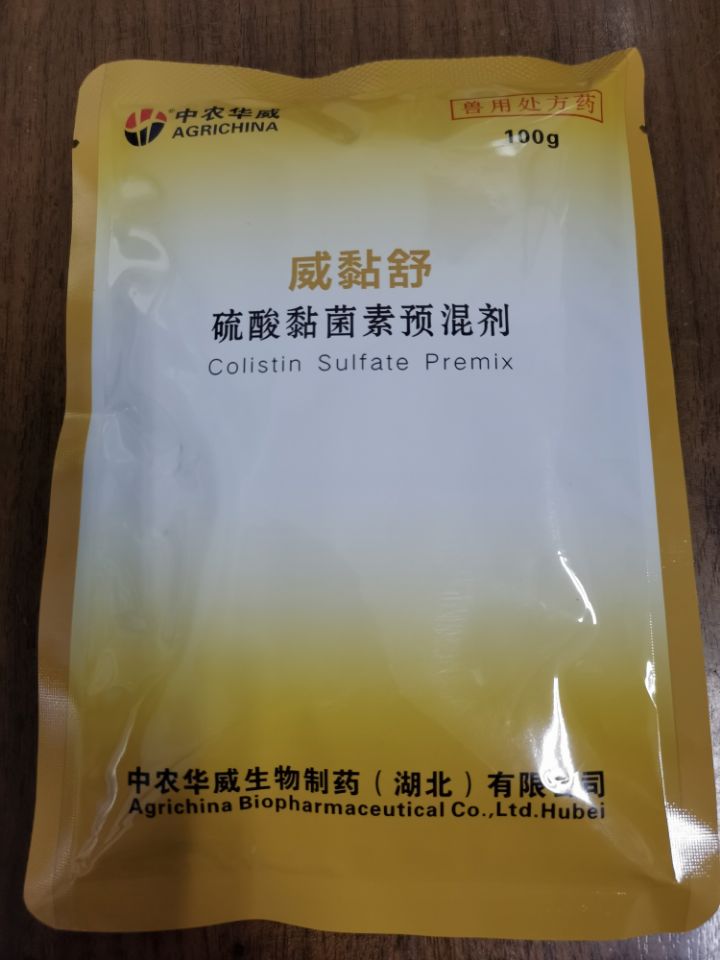 ®中农华威
AGRICHINA
兽用处方药
100g
威黏舒
硫酸黏菌素预混剂
Colistin Sulfate Premix
中农华威生物制药（湖北）有限公司
Agrichina Biopharmaceutical Co.,Ltd.Hubei